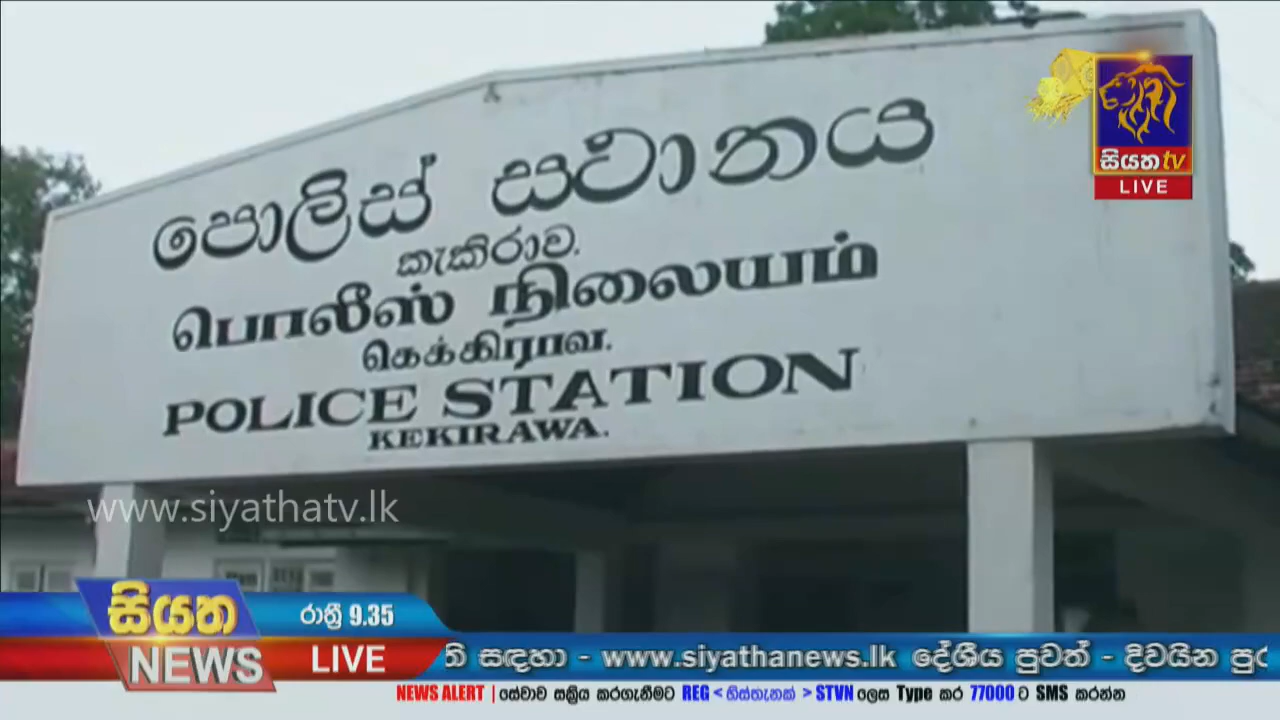 පොලිස් ස්ථානය
කැකිරාව.
பொலீஸ் நிலையம்
கெக்கிராவ.
POLICE STATION
KEKIRAWA.
සියත tv
LIVE
www.siyathatv.lk
සියත
NEWS
රාත්‍රී 9.35
LIVE
ති සඳහා - www.siyathanews.lk දේශීය පුවත් - දිවයින පුර
NEWS ALERT | සේවාව සක්‍රිය කරගැනීමට REG < හිස්තැනක් > STVN ලෙස Type කර 77000 ට SMS කරන්න